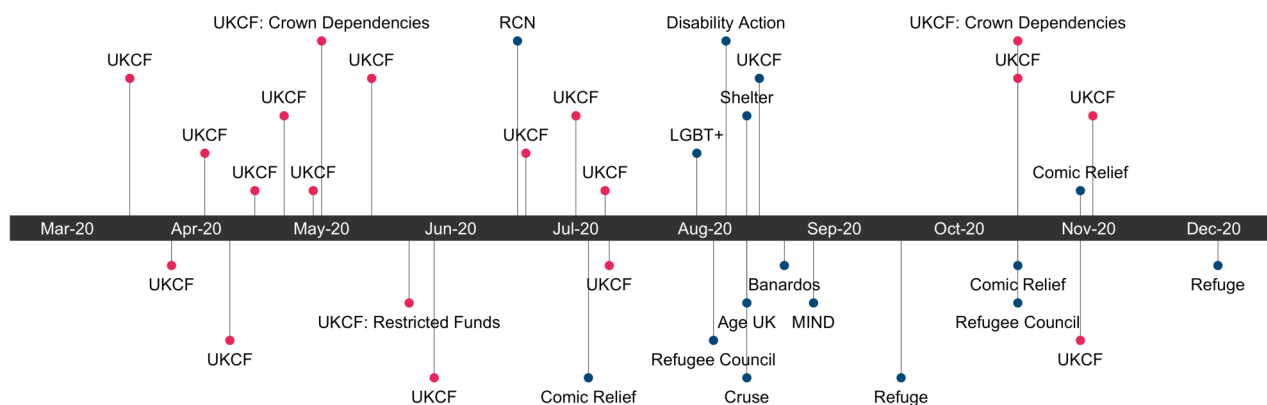 UKCF: Crown Dependencies
RCN
Disability Action
UKCF: Crown Dependencies
UKCF
UKCF
UKCF
UKCF
UKCF
UKCF
Shelter
UKCF
UKCF
UKCF
LGBT+
UKCF
UKCF
UKCF
Comic Relief
Mar-20 Apr-20 May-20 Jun-20 Jul-20 Aug-20 Sep-20 Oct-20 Nov-20 Dec-20
UKCF
UKCF
Banardos
Comic Relief
Refuge
UKCF: Restricted Funds
Age UK
MIND
Refugee Council
UKCF
Refugee Council
UKCF
UKCF
Comic Relief
Cruse
Refuge